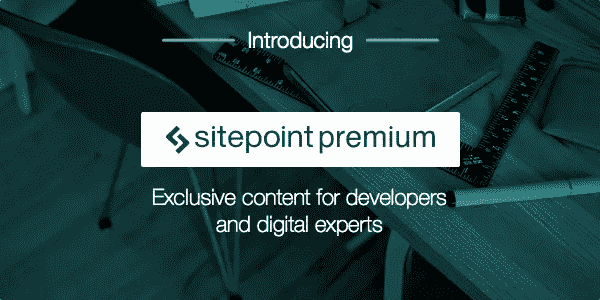 Introducing
sitepoint premium
Exclusive content for developers
and digital experts